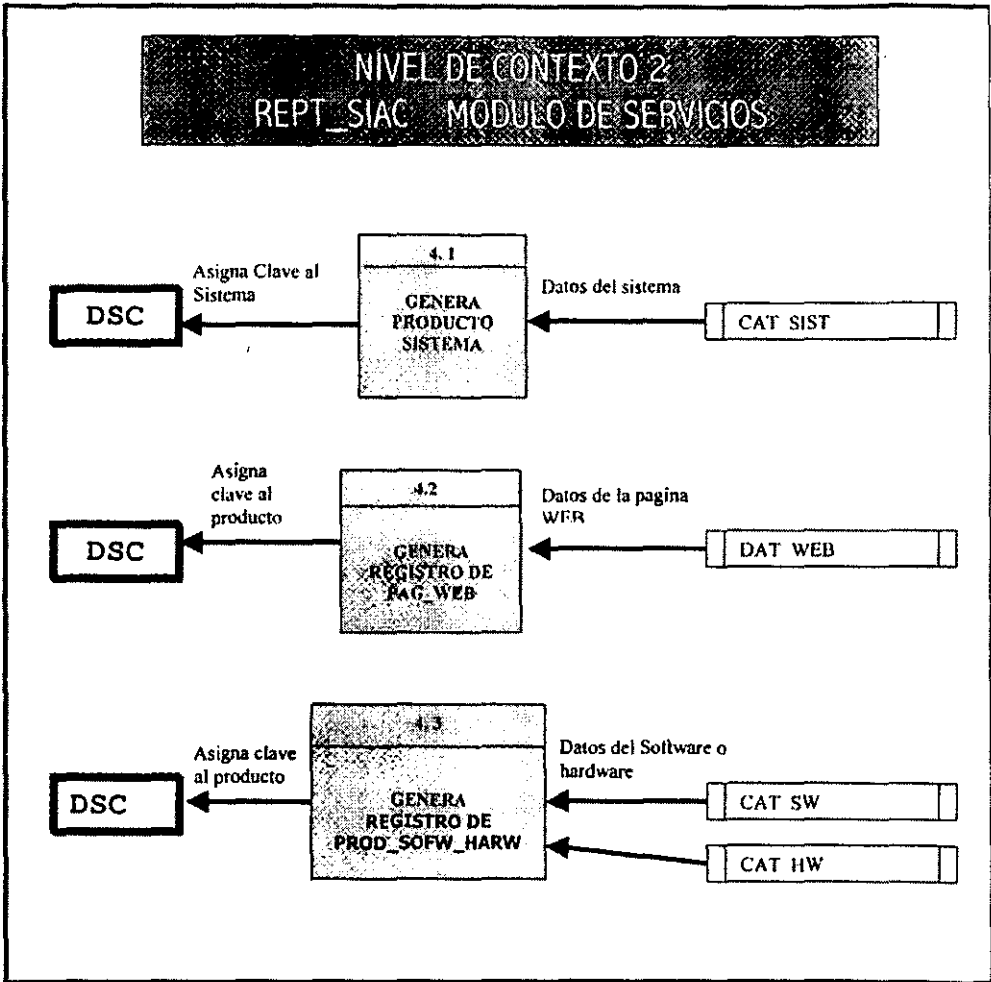 NIVEL DE CONTEXTO 2
REPT_SIAC MÓDULO DE SERVICIOS
4.1
Asigna Clave al
Sistema
DSC
GENERA
PRODUCTO
SISTEMA
Datos del sistema
CAT SIST
Asigna
clave al
producto
DSC
4.2
GENERA
REGISTRO DE
PAG_WEB
Datos de la pagina
WEB
DAT WEB
4.3
Asigna clave
al producto
DSC
GENERA
REGISTRO DE
PROD_SOFW_HARW
Datos del Software o
hardware
CAT SW
CAT HW